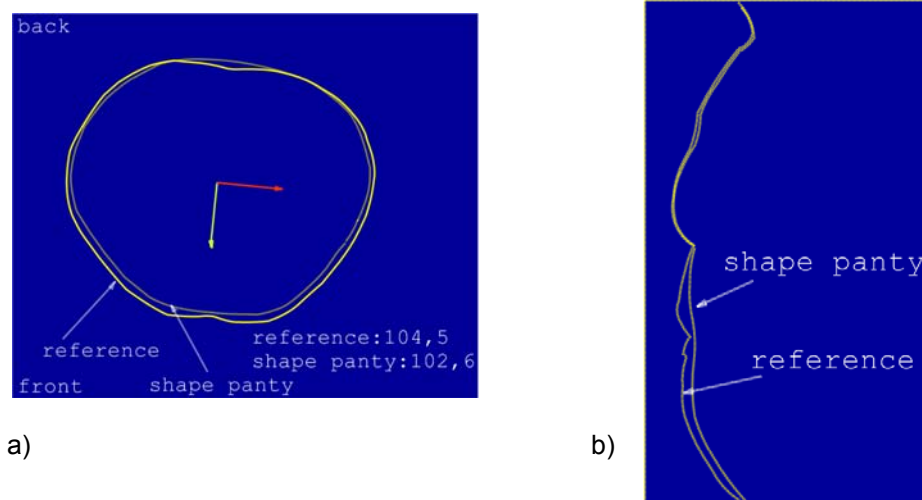 back
reference:104,5
reference
shape panty:102,6
shape panty
front
a)
shape panty
reference
b)